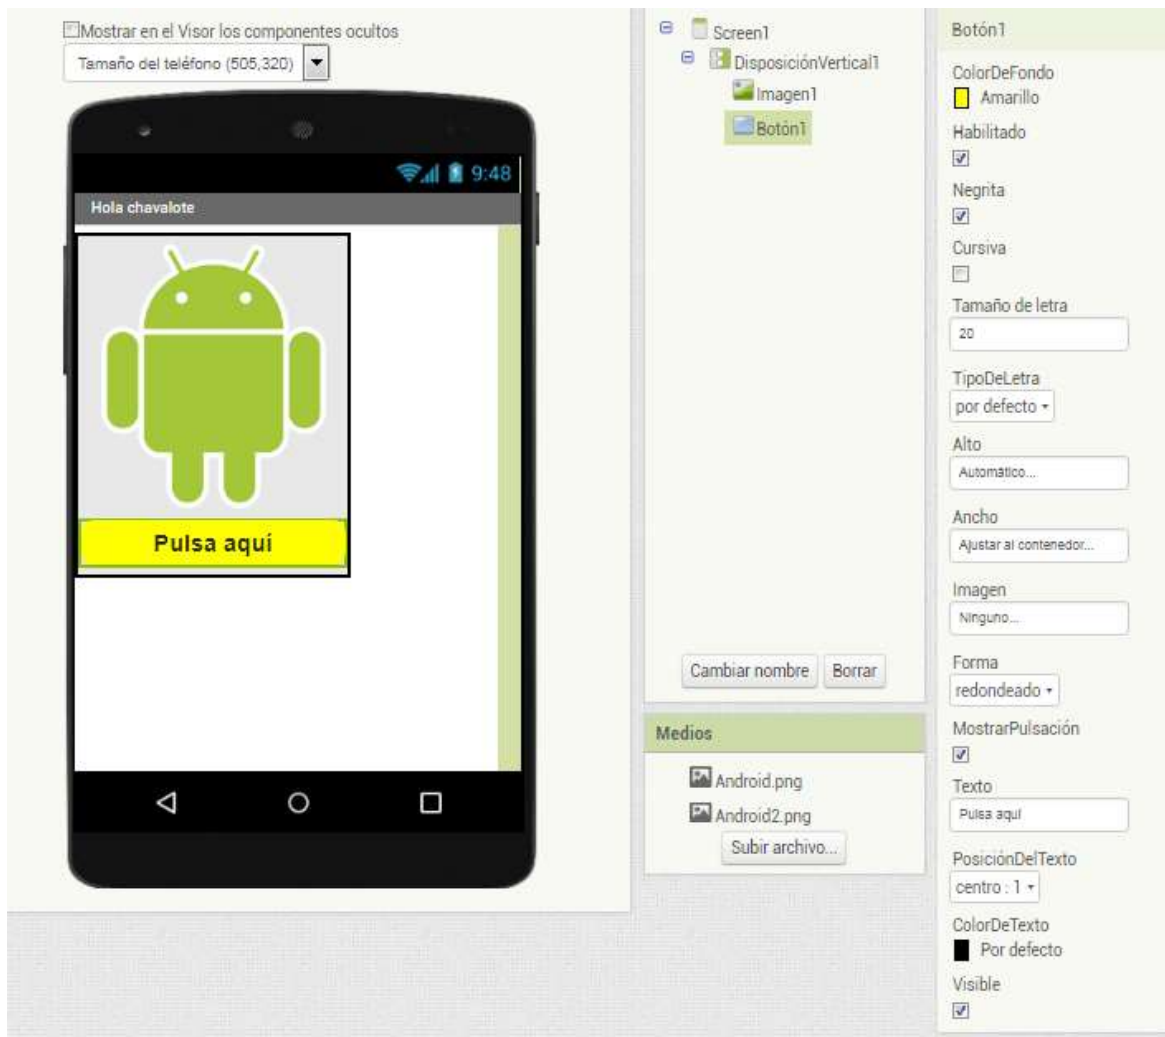 Mostrar en el Visor los componentes ocultos
Tamaño del teléfono (505,320)
9:48
Hola chavalote
Pulsa aquí
Screen1
DisposiciónVertical1
Imagen1
Botón1
Cambiar nombre
Borrar
Medios
Android.png
Android2.png
Subir archivo...
Botón1
ColorDeFondo
Amarillo
Habilitado
Negrita
Cursiva
Tamaño de letra
20
TipoDeLetra
por defecto
Alto
Automático...
Ancho
Ajustar al contenedor...
Imagen
Ninguno...
Forma
redondeado
MostrarPulsación
Texto
Pulsa aquí
PosiciónDelTexto
centro : 1
ColorDeTexto
Por defecto
Visible